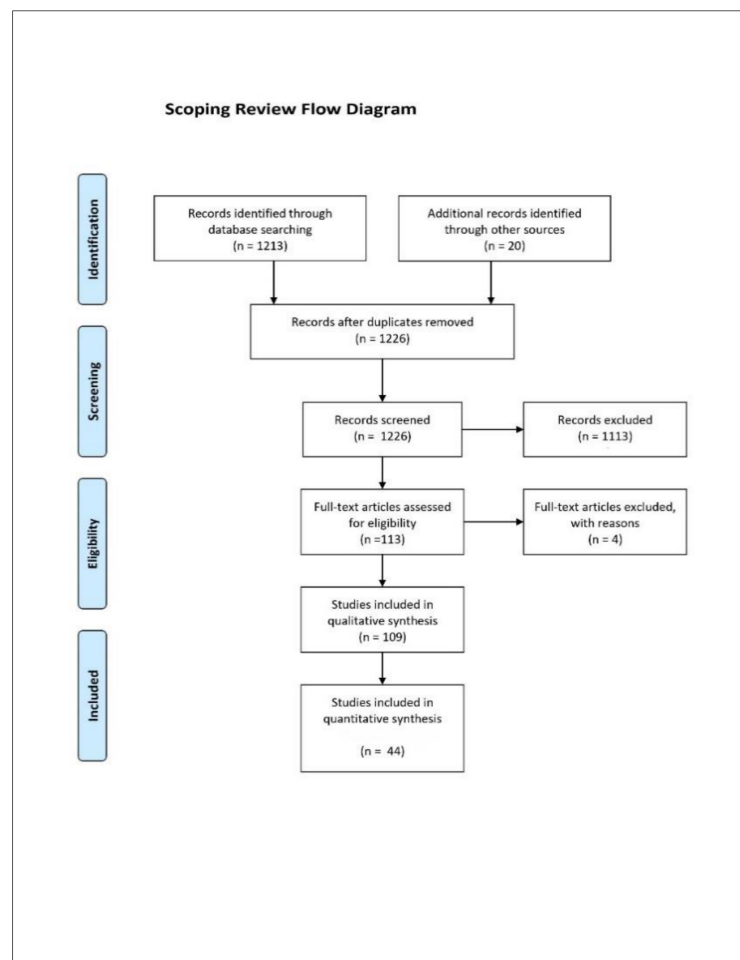 Scoping Review Flow Diagram
Identification
Records identified through
database searching
(n = 1213)
Additional records identified
through other sources
(n = 20)
Records after duplicates removed
(n = 1226)
Screening
Records screened
(n = 1226)
Records excluded
(n = 1113)
Eligibility
Full-text articles assessed
for eligibility
(n =113)
Full-text articles excluded,
with reasons
(n = 4)
Studies included in
qualitative synthesis
(n = 109)
Included
Studies included in
quantitative synthesis
(n = 44)